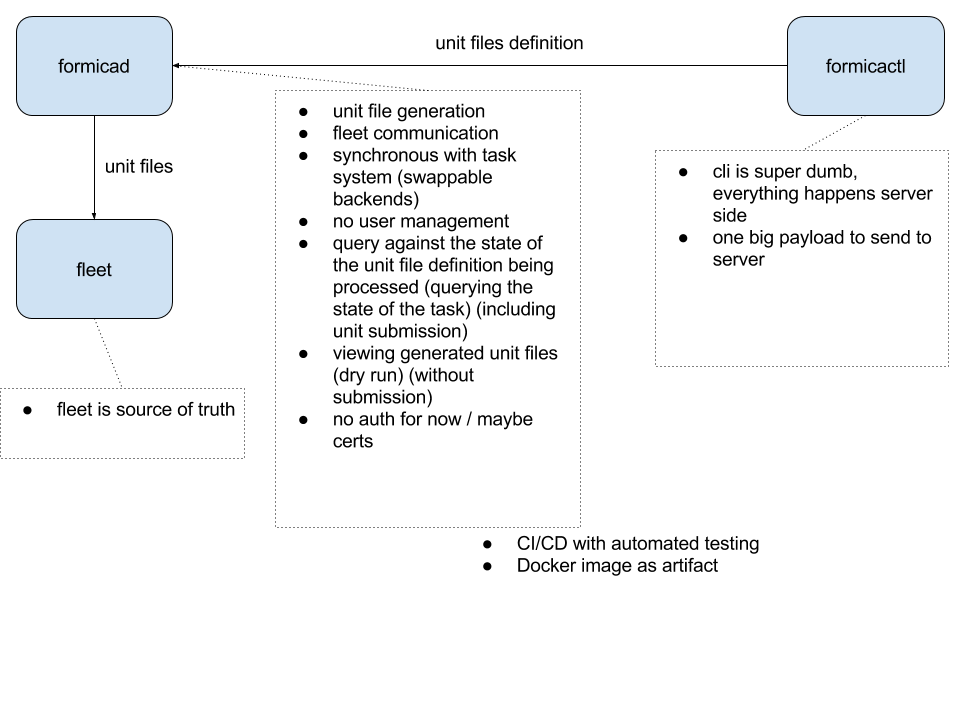 unit files definition
formicad
formicactl
● unit file generation
● fleet communication
● synchronous with task
system (swappable
backends)
● no user management
● query against the state of
the unit file definition being
processed (querying the
state of the task) (including
unit submission)
● viewing generated unit files
(dry run) (without
submission)
● no auth for now / maybe
certs
● cli is super dumb,
everything happens server
side
● one big payload to send to
server
unit files
fleet
● fleet is source of truth
● CI/CD with automated testing
● Docker image as artifact